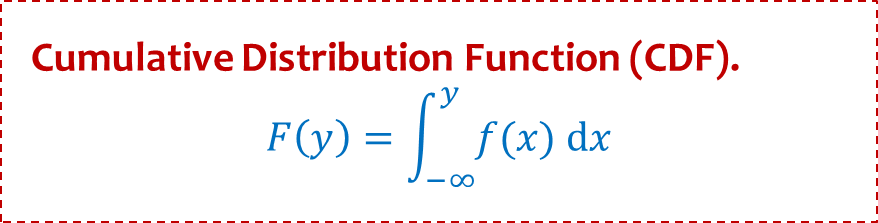 Cumulative Distribution Function (CDF).
F(y) = ∫_{-∞}^{y} f(x) dx